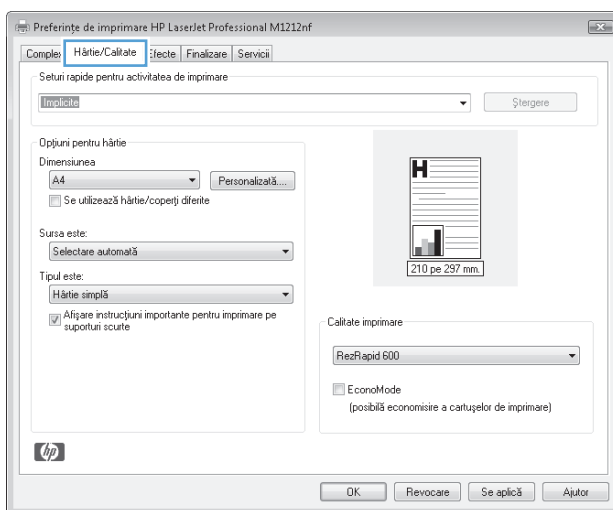 Preferințe de imprimare HP LaserJet Professional M1212nf
Complex Hârtie/Calitate Efecte Finalizare Servicii
Seturi rapide pentru activitatea de imprimare
Implicite
Ștergere
Opțiuni pentru hârtie
Dimensiunea
A4
Personalizată....
Se utilizează hârtie/coperți diferite
Sursa este:
Selectare automată
Tipul este:
Hârtie simplă
Afișare instrucțiuni importante pentru imprimare pe
suporturi scurte
H
210 pe 297 mm.
Calitate imprimare
RezRapid 600
EconoMode
(posibilă economisire a cartușelor de imprimare)
hp
OK Revocare Se aplică Ajutor